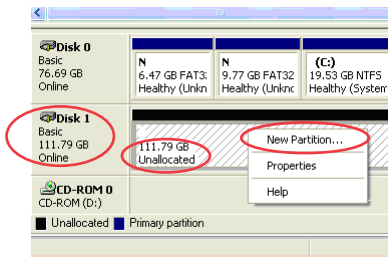 Disk 0
Basic
76.69 GB
Online
N
6.47 GB FAT3:
Healthy (Unkn
N
9.77 GB FAT32
Healthy (Unknc
(C:)
19.53 GB NTFS
Healthy (System
Disk 1
Basic
111.79 GB
Online
111.79 GB
Unallocated
New Partition...
Properties
Help
CD-ROM 0
CD-ROM (D:)
Unallocated
Primary partition